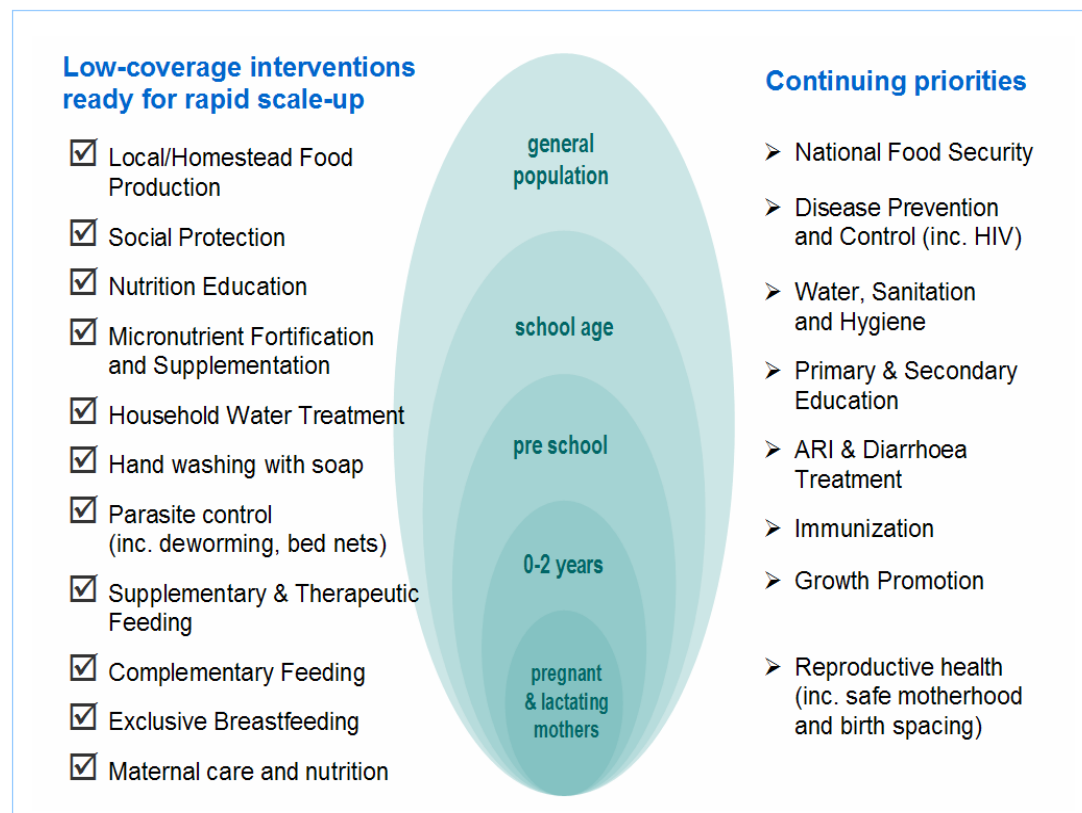 Low-coverage interventions
ready for rapid scale-up
Local/Homestead Food
Production
Social Protection
Nutrition Education
Micronutrient Fortification
and Supplementation
Household Water Treatment
Hand washing with soap
Parasite control
(inc. deworming, bed nets)
Supplementary & Therapeutic
Feeding
Complementary Feeding
Exclusive Breastfeeding
Maternal care and nutrition
general
population
school age
pre school
0-2 years
pregnant
& lactating
mothers
Continuing priorities
National Food Security
Disease Prevention
and Control (inc. HIV)
Water, Sanitation
and Hygiene
Primary & Secondary
Education
ARI & Diarrhoea
Treatment
Immunization
Growth Promotion
Reproductive health
(inc. safe motherhood
and birth spacing)